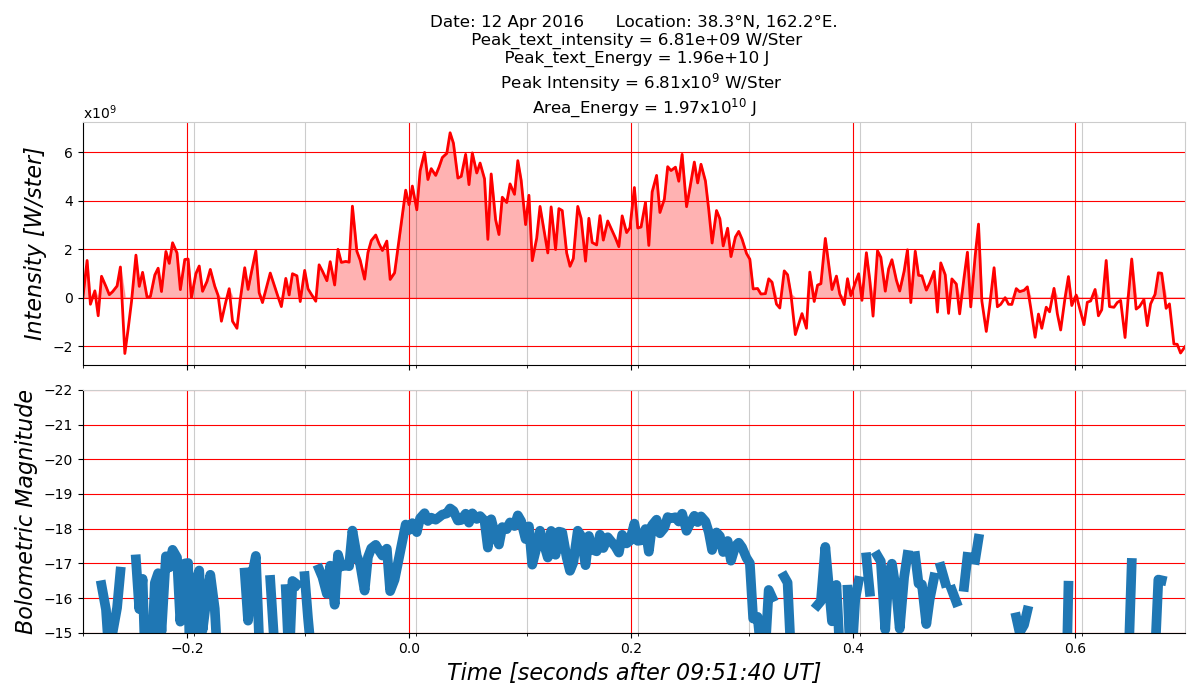 Date: 12 Apr 2016      Location: 38.3°N, 162.2°E.
Peak_text_intensity = 6.81e+09 W/Ster
Peak_text_Energy = 1.96e+10 J
Peak Intensity = 6.81x10⁹ W/Ster
Area_Energy = 1.97x10¹⁰ J
x10⁹
6
4
2
0
−2
Intensity [W/ster]
−22
−21
−20
−19
−18
−17
−16
−15
Bolometric Magnitude
−0.2 0.0 0.2 0.4 0.6
Time [seconds after 09:51:40 UT]